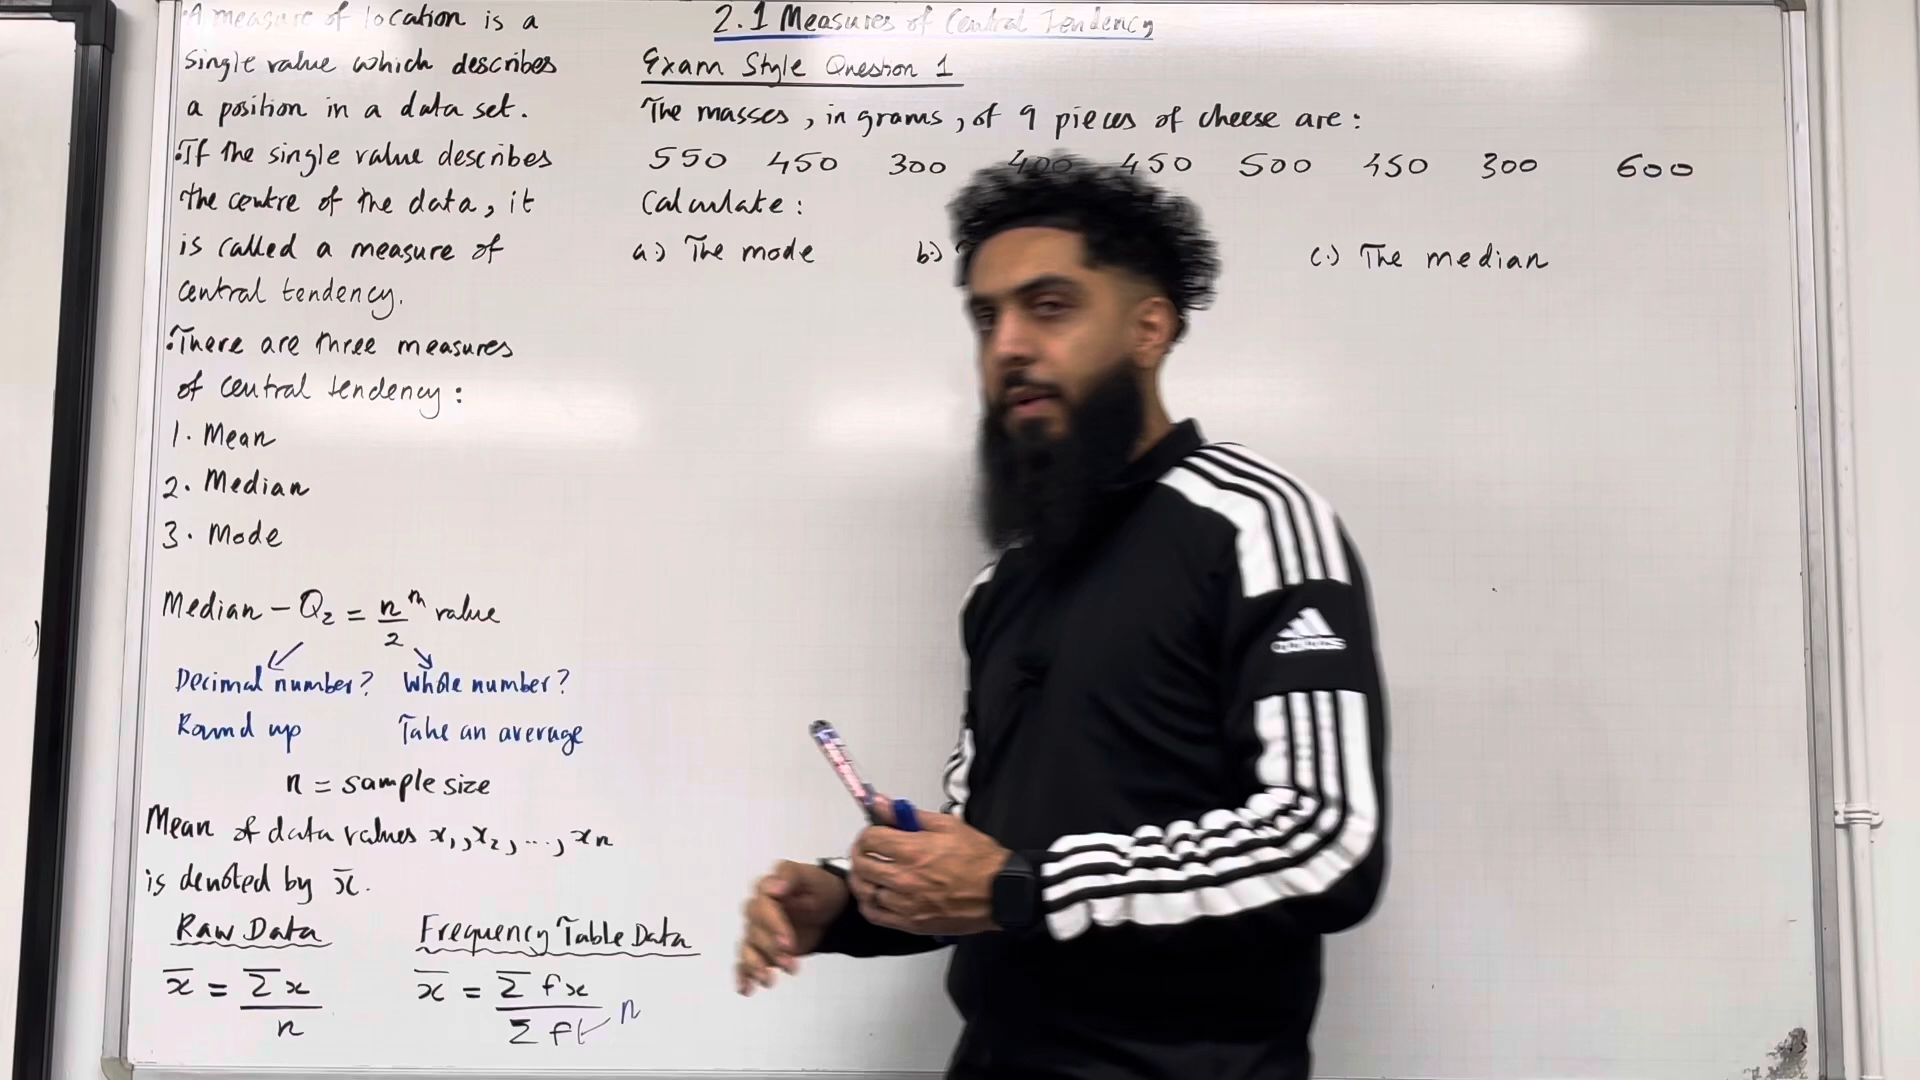 2.1 Measures of Central Tendency
·A measure of location is a
single value which describes
a position in a data set.
·If the single value describes
the centre of the data, it
is called a measure of
central tendency.
·There are three measures
of central tendency:
1. Mean
2. Median
3. Mode
Median - Q₂ = n/2 th value
Decimal number? Whole number?
Round up Take an average
n = sample size
Mean of data values x₁, x₂, ..., xn
is denoted by x̄.
Raw Data Frequency Table Data
x̄ = Σx/n x̄ = Σfx/Σf n
Exam Style Question 1
The masses, in grams, of 9 pieces of cheese are:
550 450 300 400 450 500 450 300 600
Calculate:
a.) The mode b.) c.) The median
adidas